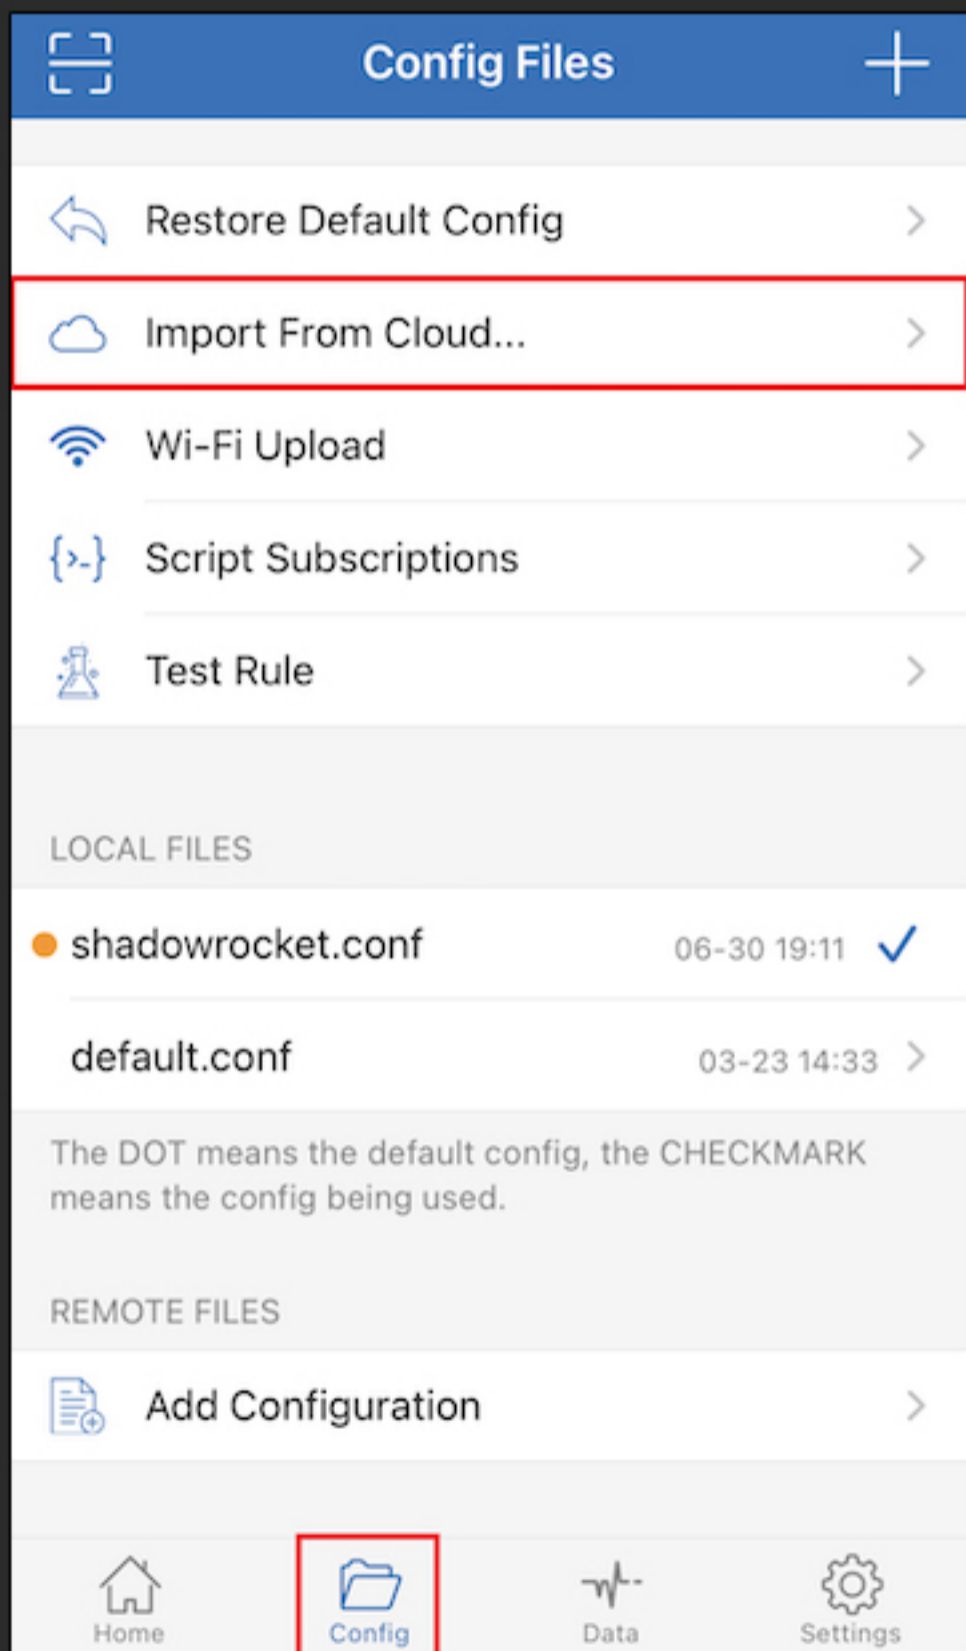 Config Files
Restore Default Config
Import From Cloud...
Wi-Fi Upload
{>-} Script Subscriptions
Test Rule
LOCAL FILES
shadowrocket.conf 06-30 19:11
default.conf 03-23 14:33
The DOT means the default config, the CHECKMARK
means the config being used.
REMOTE FILES
Add Configuration
Home Config Data Settings